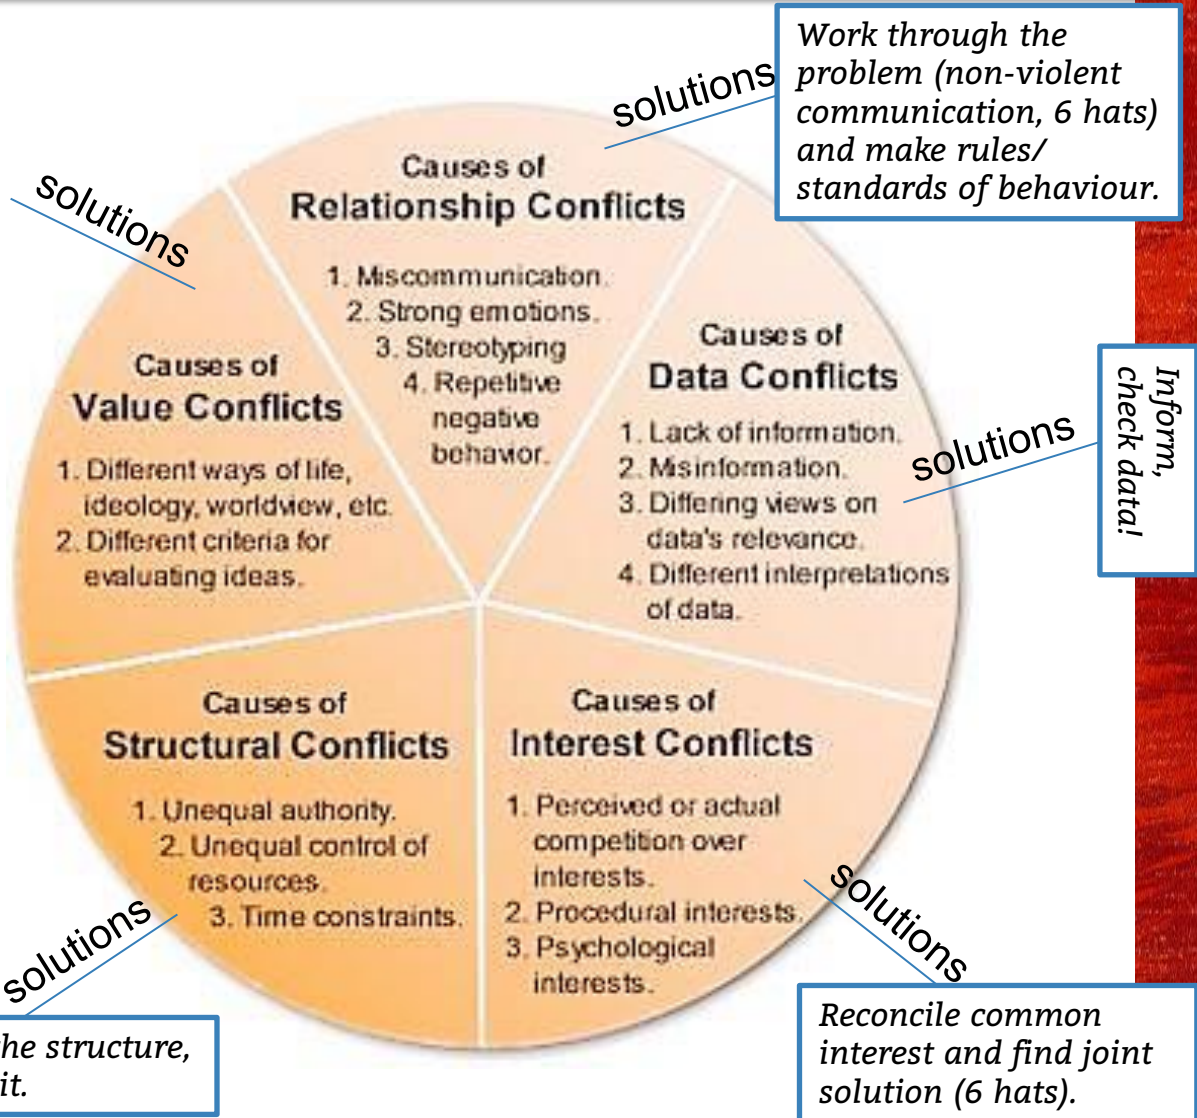 solutions
Work through the
problem (non-violent
communication, 6 hats)
and make rules/
standards of behaviour.
Causes of
Relationship Conflicts
1. Miscommunication.
2. Strong emotions.
3. Stereotyping
4. Repetitive
negative
behavior.
solutions
Causes of
Value Conflicts
1. Different ways of life,
ideology, worldview, etc.
2. Different criteria for
evaluating ideas.
Causes of
Data Conflicts
1. Lack of information.
2. Misinformation.
3. Differing views on
data's relevance.
4. Different interpretations
of data.
solutions
Inform,
check data!
Causes of
Structural Conflicts
1. Unequal authority.
2. Unequal control of
resources.
3. Time constraints.
solutions
the structure,
it.
Causes of
Interest Conflicts
1. Perceived or actual
competition over
interests.
2. Procedural interests.
3. Psychological
interests.
solutions
Reconcile common
interest and find joint
solution (6 hats).